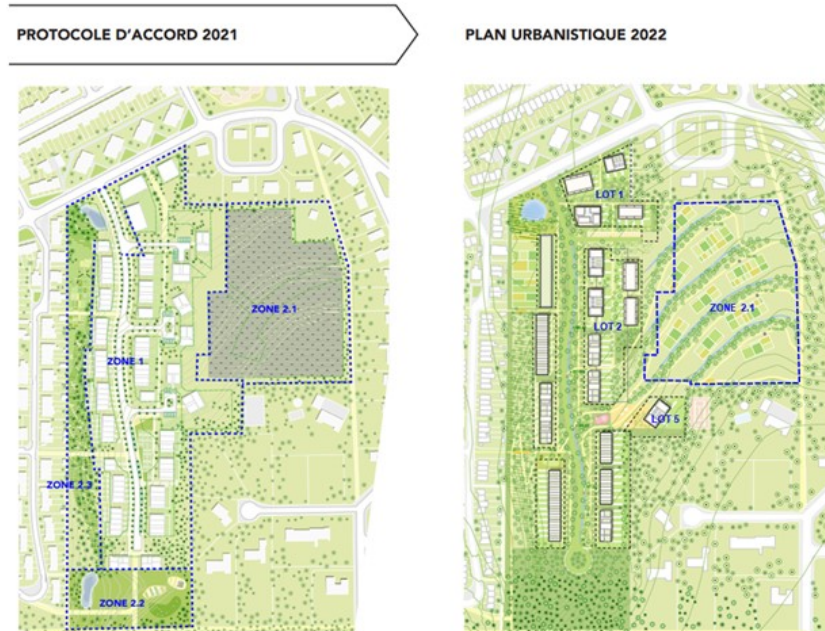 PROTOCOLE D'ACCORD 2021
PLAN URBANISTIQUE 2022
ZONE 2.1
ZONE 1
ZONE 2.3
ZONE 2.2
LOT 1
ZONE 2.1
LOT 2
LOT 5